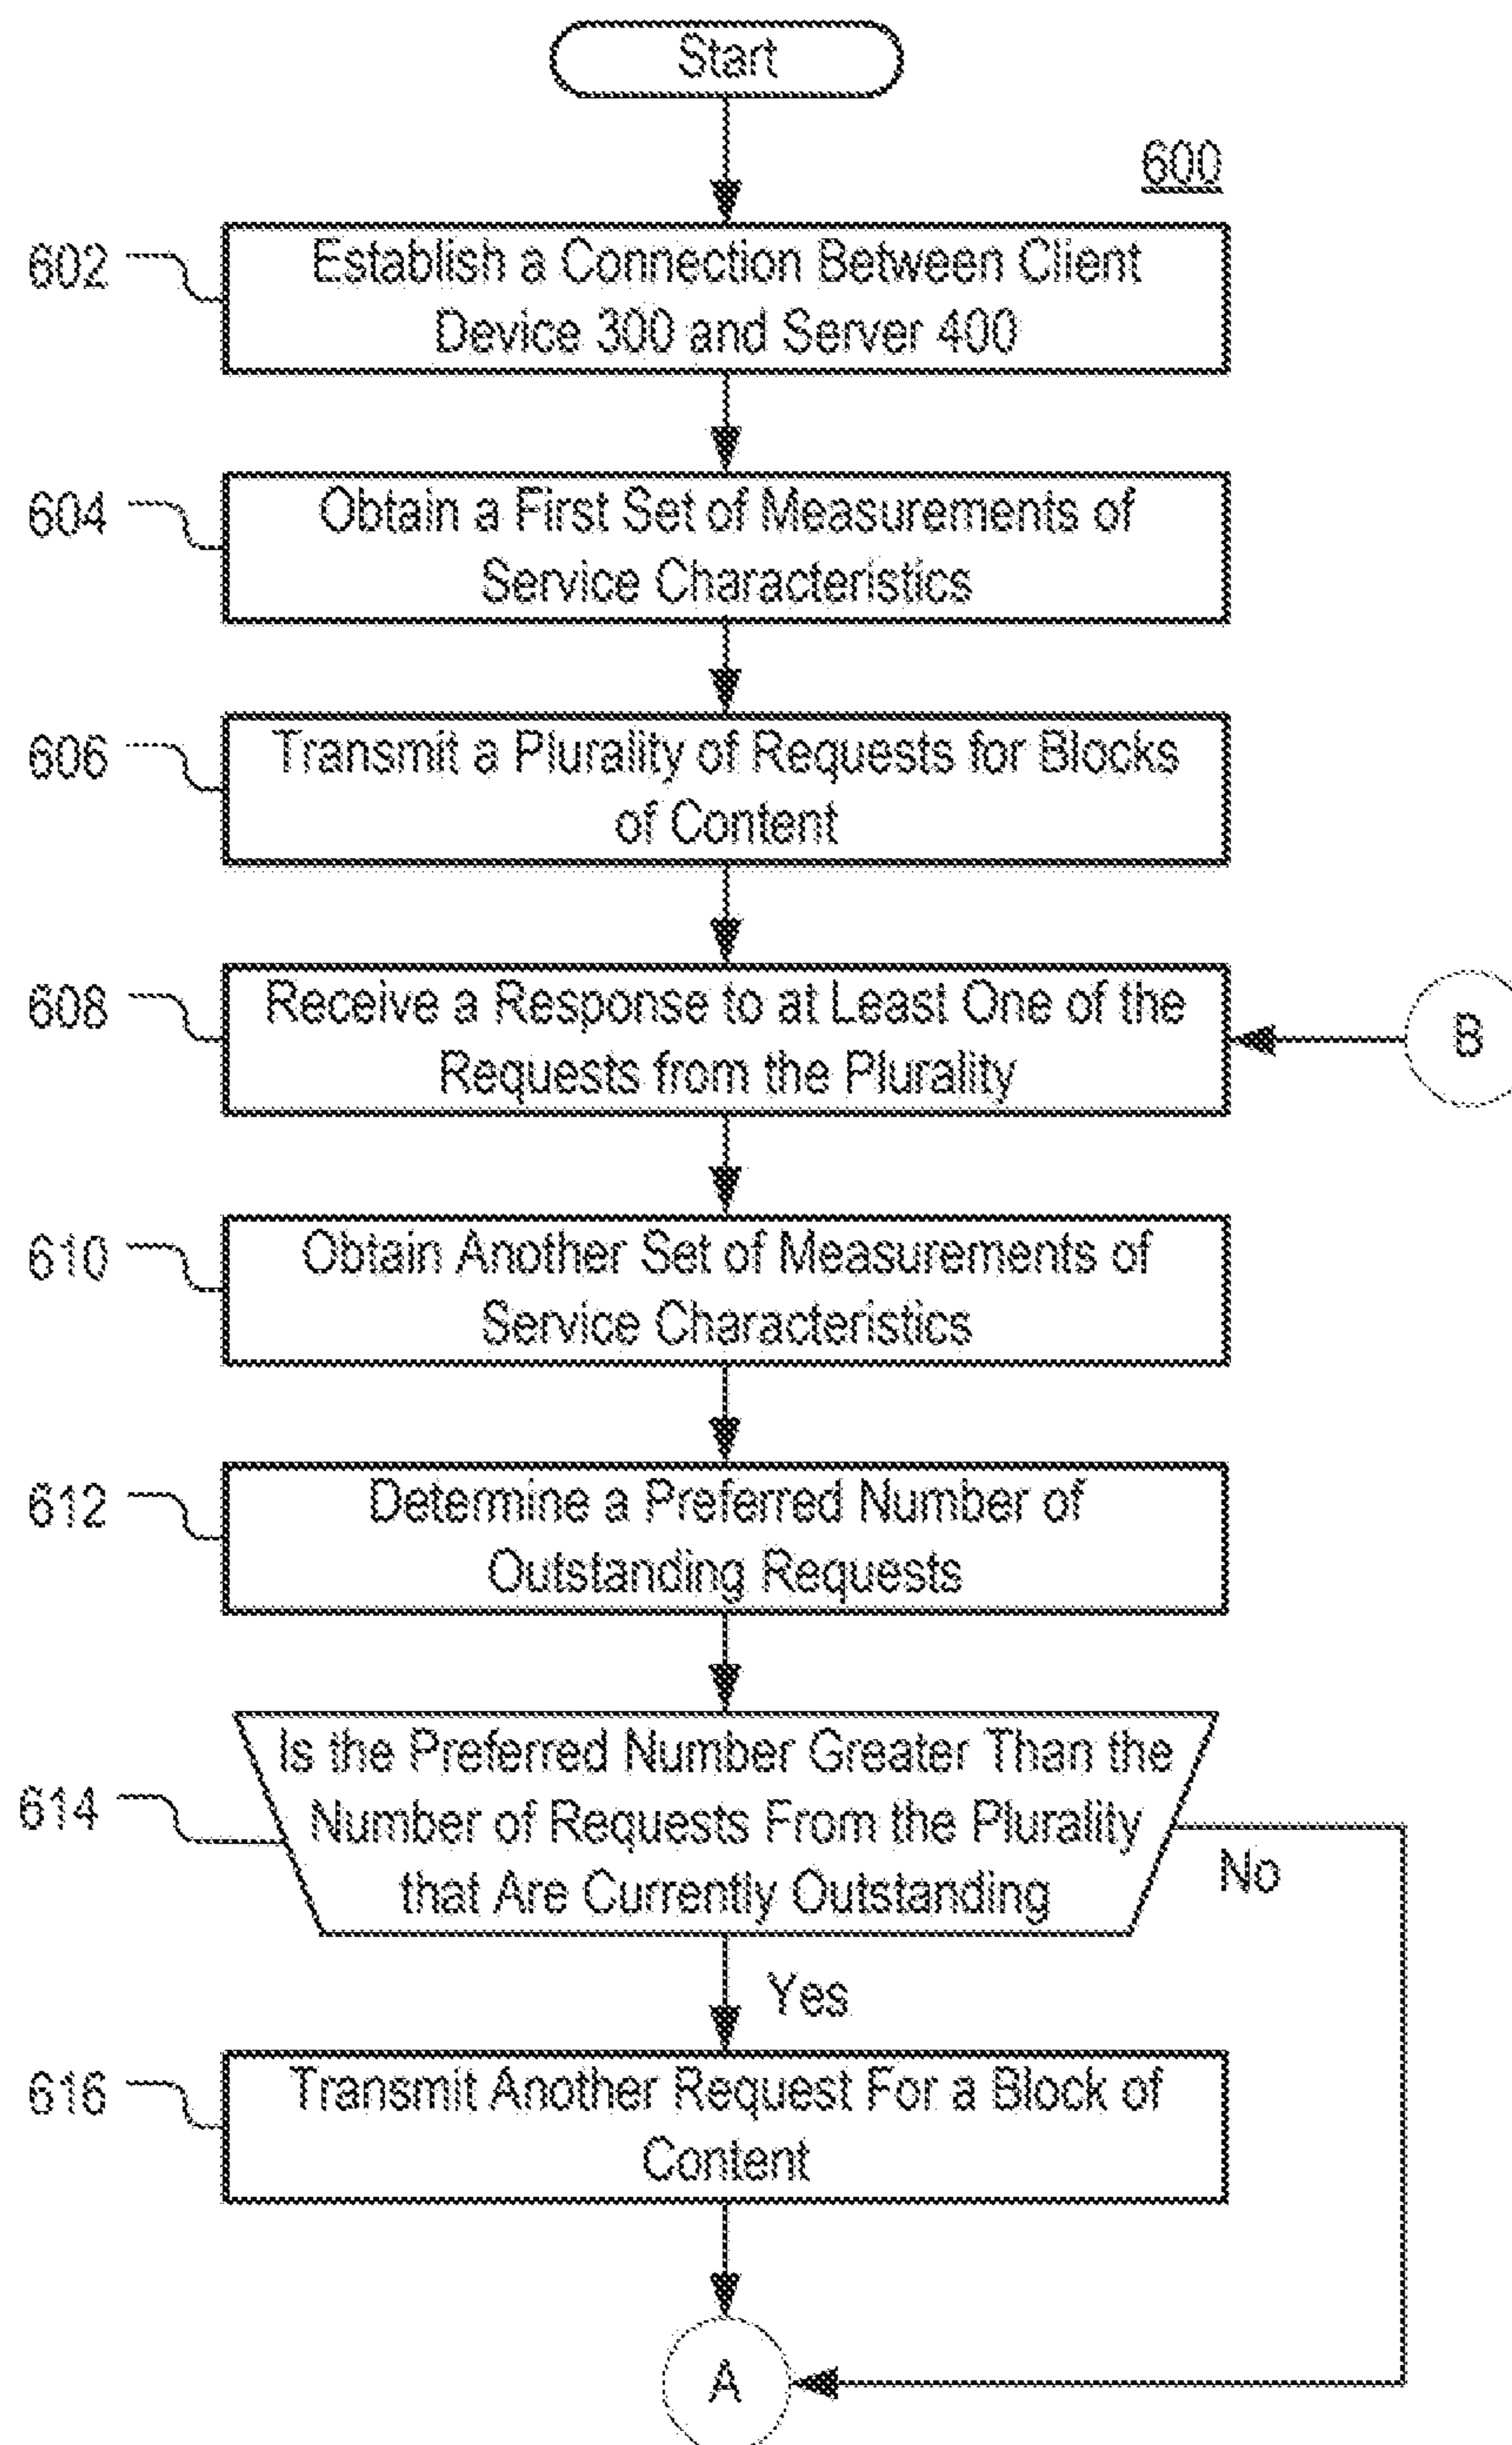 Start
600
602
Establish a Connection Between Client
Device 300 and Server 400
604
Obtain a First Set of Measurements of
Service Characteristics
606
Transmit a Plurality of Requests for Blocks
of Content
608
Receive a Response to at Least One of the
Requests from the Plurality
B
610
Obtain Another Set of Measurements of
Service Characteristics
612
Determine a Preferred Number of
Outstanding Requests
614
Is the Preferred Number Greater Than the
Number of Requests From the Plurality
that Are Currently Outstanding
No
Yes
616
Transmit Another Request For a Block of
Content
A